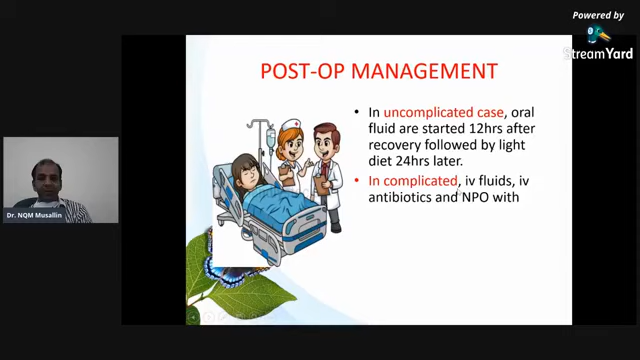 Powered by
StreamYard
POST-OP MANAGEMENT
• In uncomplicated case, oral
fluid are started 12hrs after
recovery followed by light
diet 24hrs later.
• In complicated, iv fluids, iv
antibiotics and NPO with
Dr. NQM Musallin